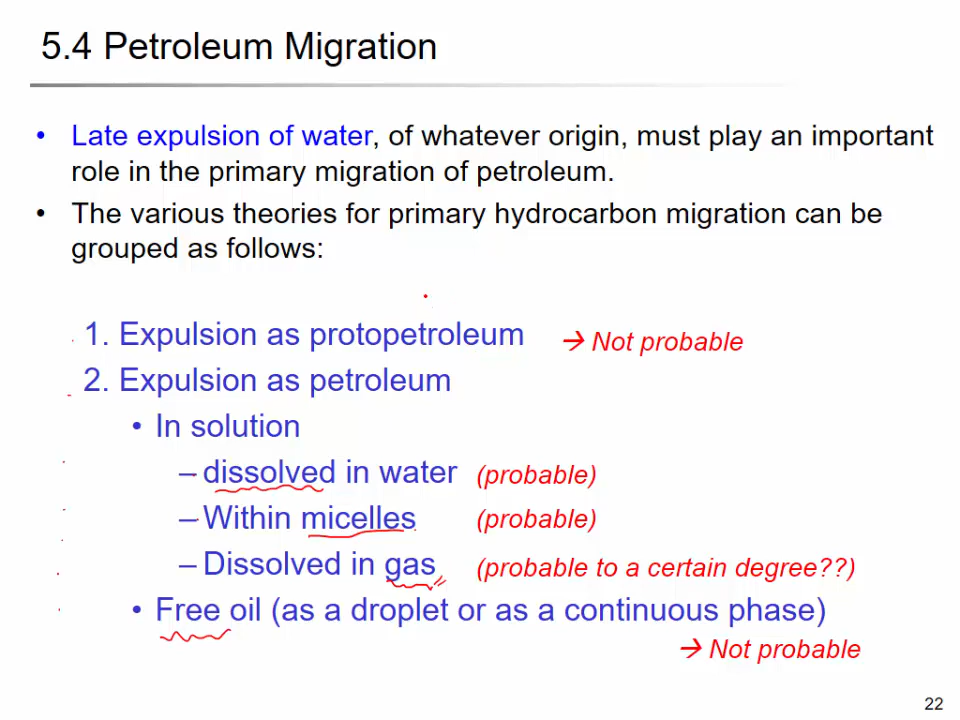 5.4 Petroleum Migration
• Late expulsion of water, of whatever origin, must play an important
role in the primary migration of petroleum.
• The various theories for primary hydrocarbon migration can be
grouped as follows:
1. Expulsion as protopetroleum → Not probable
2. Expulsion as petroleum
• In solution
– dissolved in water (probable)
– Within micelles (probable)
– Dissolved in gas (probable to a certain degree??)
• Free oil (as a droplet or as a continuous phase)
→ Not probable
22